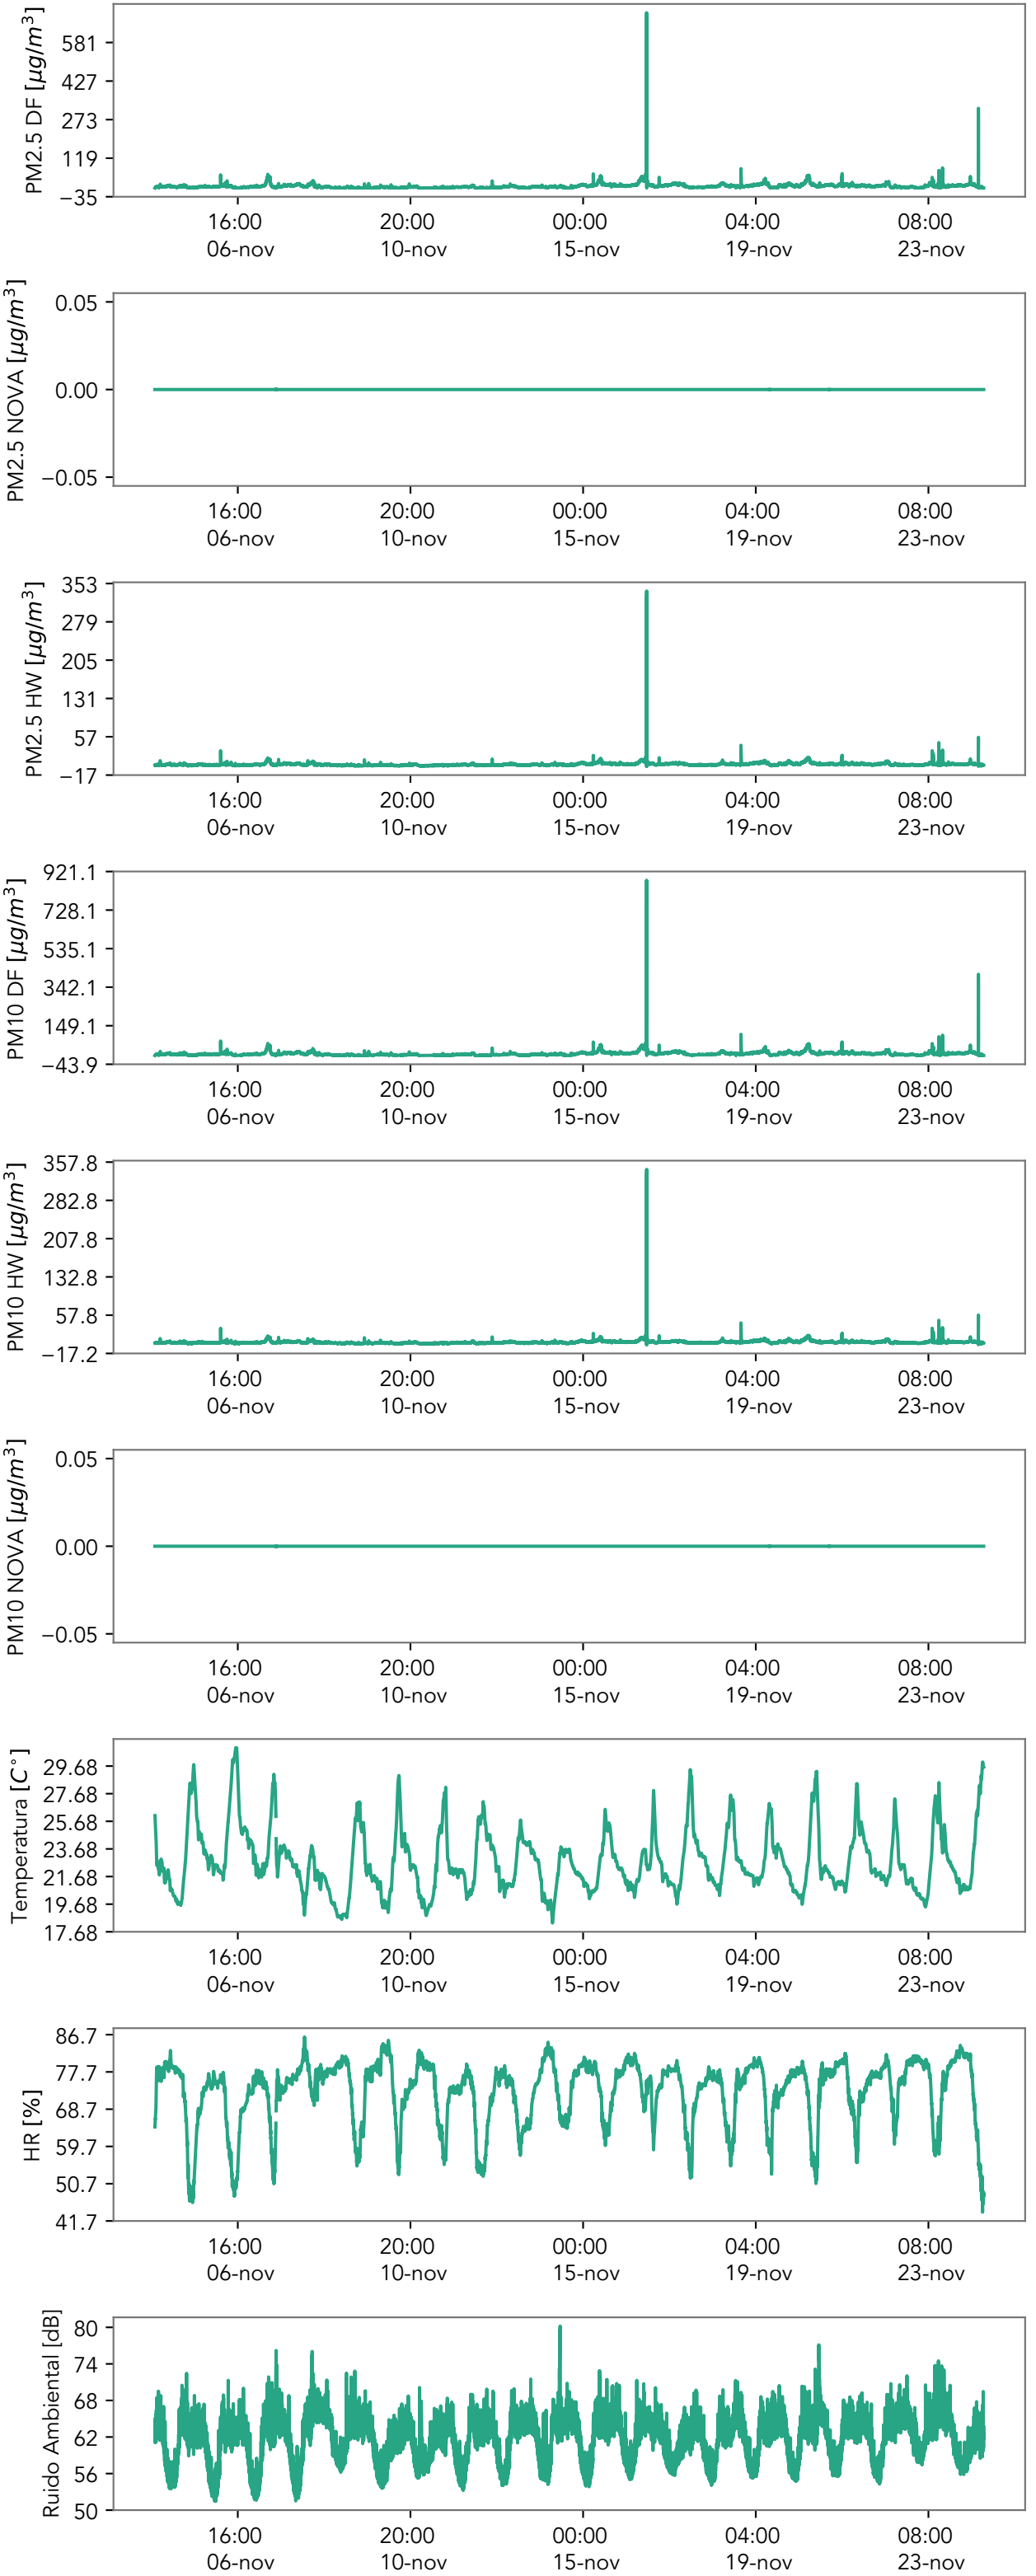 PM2.5 DF [μg/m³]
581
427
273
119
−35
16:00 20:00 00:00 04:00 08:00
06-nov 10-nov 15-nov 19-nov 23-nov
PM2.5 NOVA [μg/m³]
0.05
0.00
−0.05
16:00 20:00 00:00 04:00 08:00
06-nov 10-nov 15-nov 19-nov 23-nov
PM2.5 HW [μg/m³]
353
279
205
131
57
−17
16:00 20:00 00:00 04:00 08:00
06-nov 10-nov 15-nov 19-nov 23-nov
PM10 DF [μg/m³]
921.1
728.1
535.1
342.1
149.1
−43.9
16:00 20:00 00:00 04:00 08:00
06-nov 10-nov 15-nov 19-nov 23-nov
PM10 HW [μg/m³]
357.8
282.8
207.8
132.8
57.8
−17.2
16:00 20:00 00:00 04:00 08:00
06-nov 10-nov 15-nov 19-nov 23-nov
PM10 NOVA [μg/m³]
0.05
0.00
−0.05
16:00 20:00 00:00 04:00 08:00
06-nov 10-nov 15-nov 19-nov 23-nov
Temperatura [C°]
29.68
27.68
25.68
23.68
21.68
19.68
17.68
16:00 20:00 00:00 04:00 08:00
06-nov 10-nov 15-nov 19-nov 23-nov
HR [%]
86.7
77.7
68.7
59.7
50.7
41.7
16:00 20:00 00:00 04:00 08:00
06-nov 10-nov 15-nov 19-nov 23-nov
Ruido Ambiental [dB]
80
74
68
62
56
50
16:00 20:00 00:00 04:00 08:00
06-nov 10-nov 15-nov 19-nov 23-nov